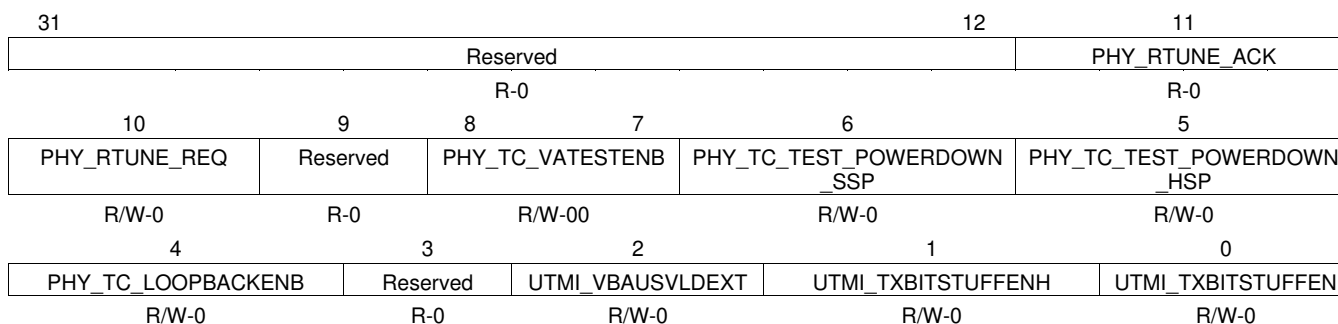 31 12 11
Reserved PHY_RTUNE_ACK
R-0 R-0
10 9 8 7 6 5
PHY_RTUNE_REQ Reserved PHY_TC_VATESTENB PHY_TC_TEST_POWERDOWN _SSP PHY_TC_TEST_POWERDOWN _HSP
R/W-0 R-0 R/W-00 R/W-0 R/W-0
4 3 2 1 0
PHY_TC_LOOPBACKENB Reserved UTMI_VBAUSVLDEXT UTMI_TXBITSTUFFENH UTMI_TXBITSTUFFEN
R/W-0 R-0 R/W-0 R/W-0 R/W-0